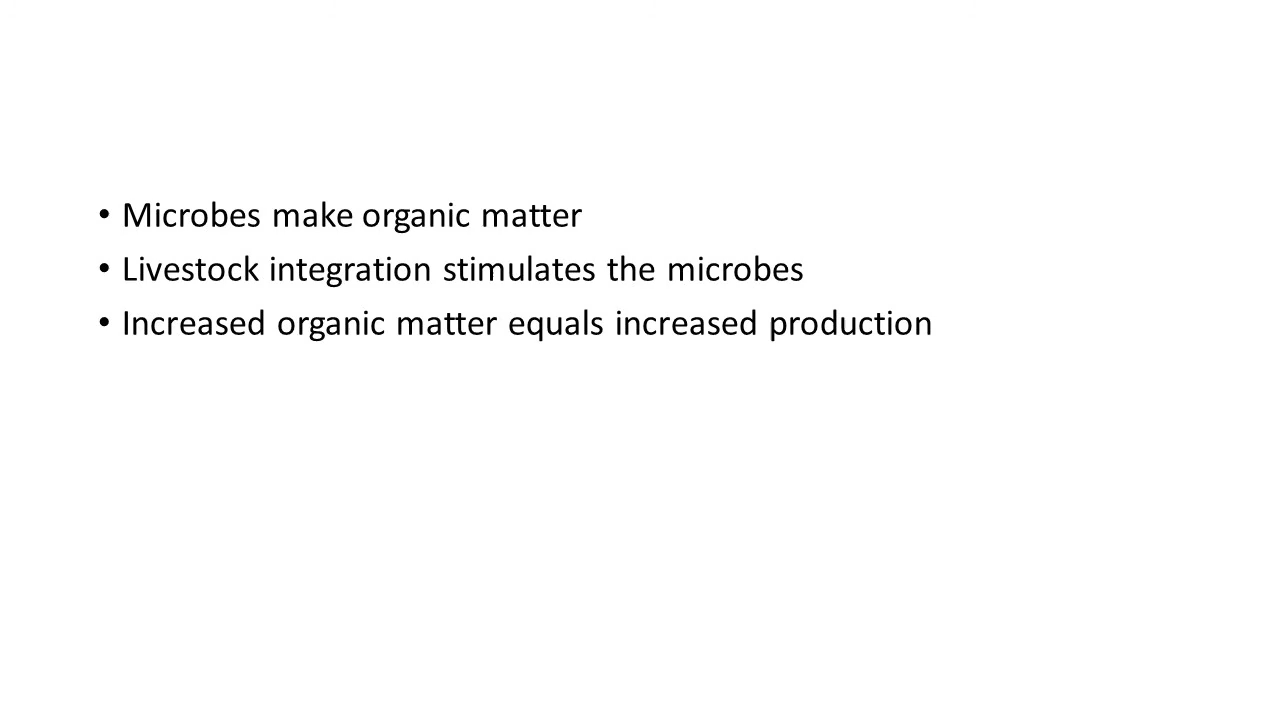 • Microbes make organic matter
• Livestock integration stimulates the microbes
• Increased organic matter equals increased production